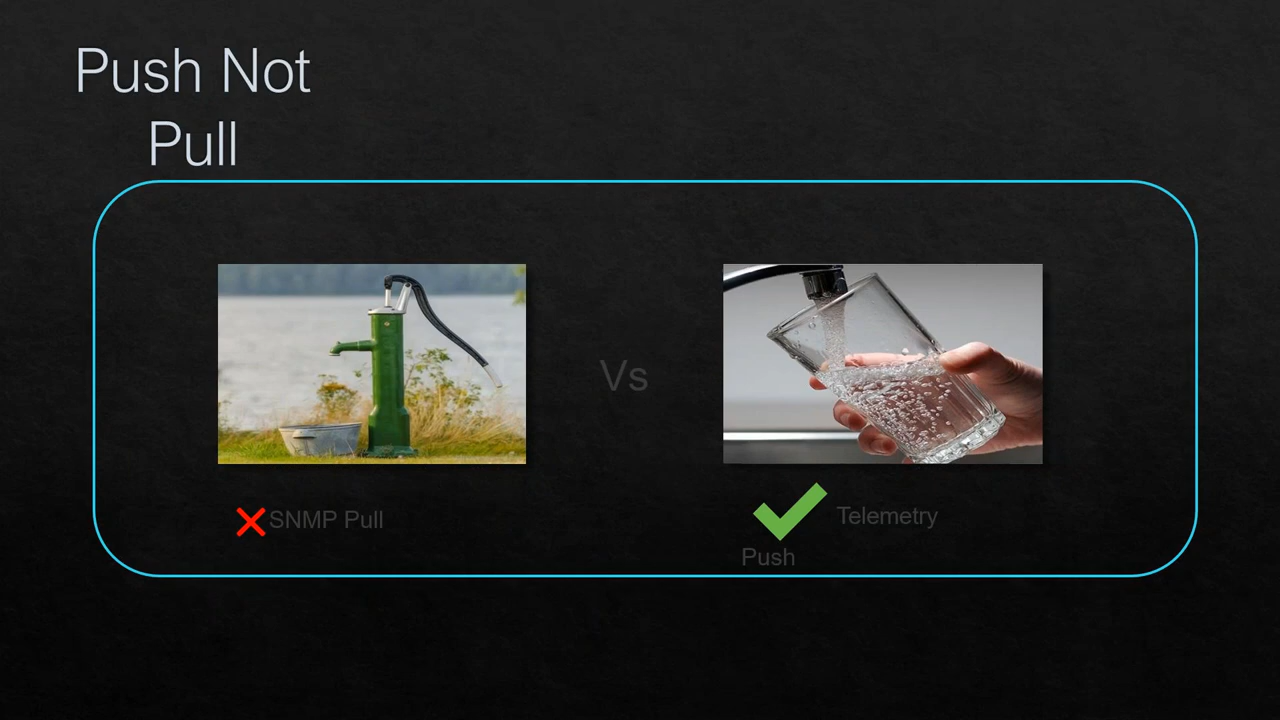 Push Not
Pull
Vs
SNMP Pull
Telemetry
Push